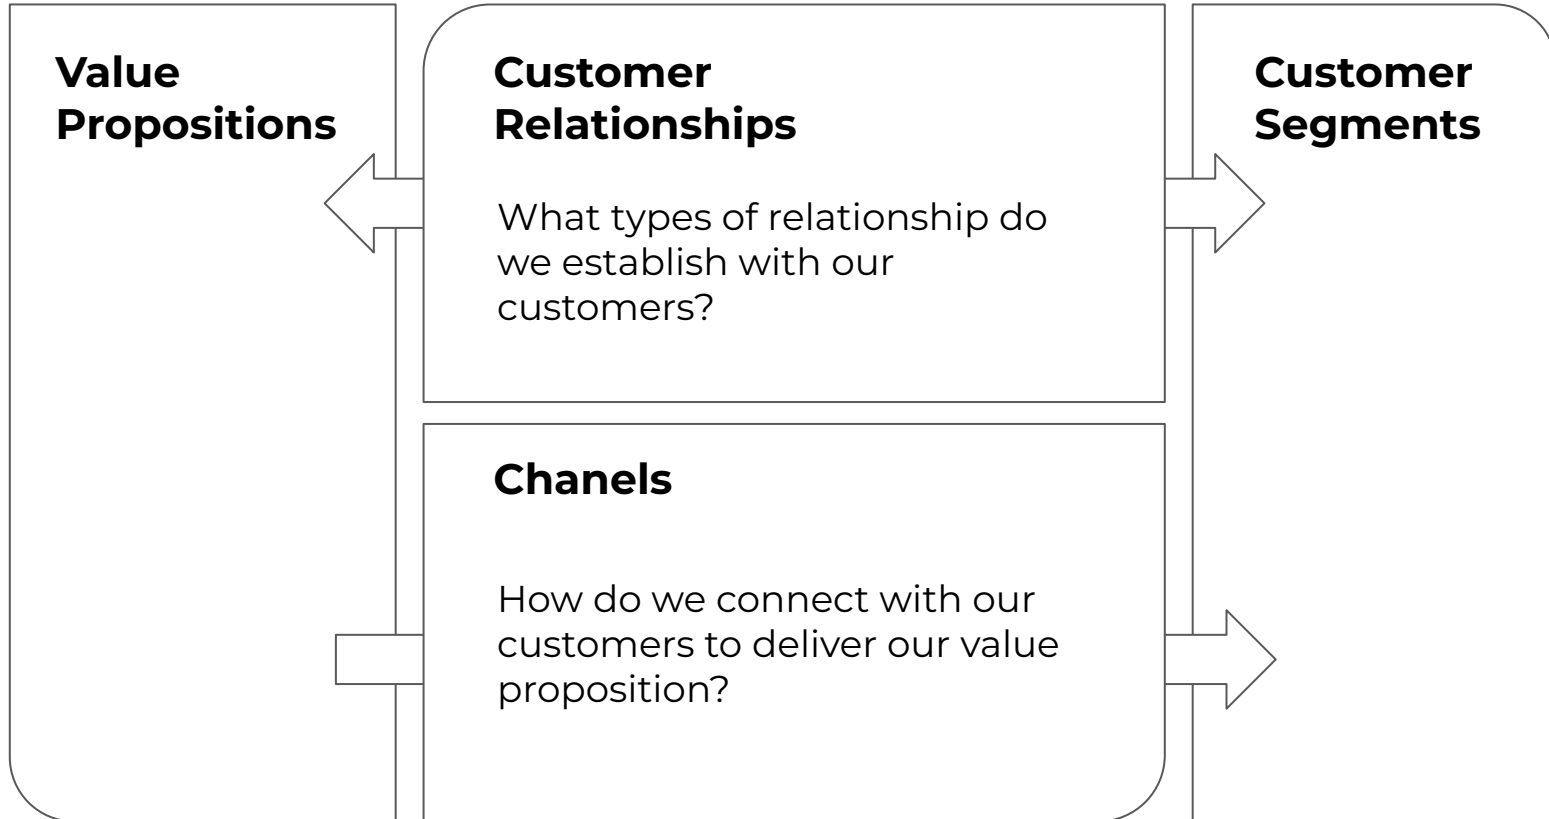 Value
Propositions
Customer
Relationships
What types of relationship do
we establish with our
customers?
Customer
Segments
Chanels
How do we connect with our
customers to deliver our value
proposition?